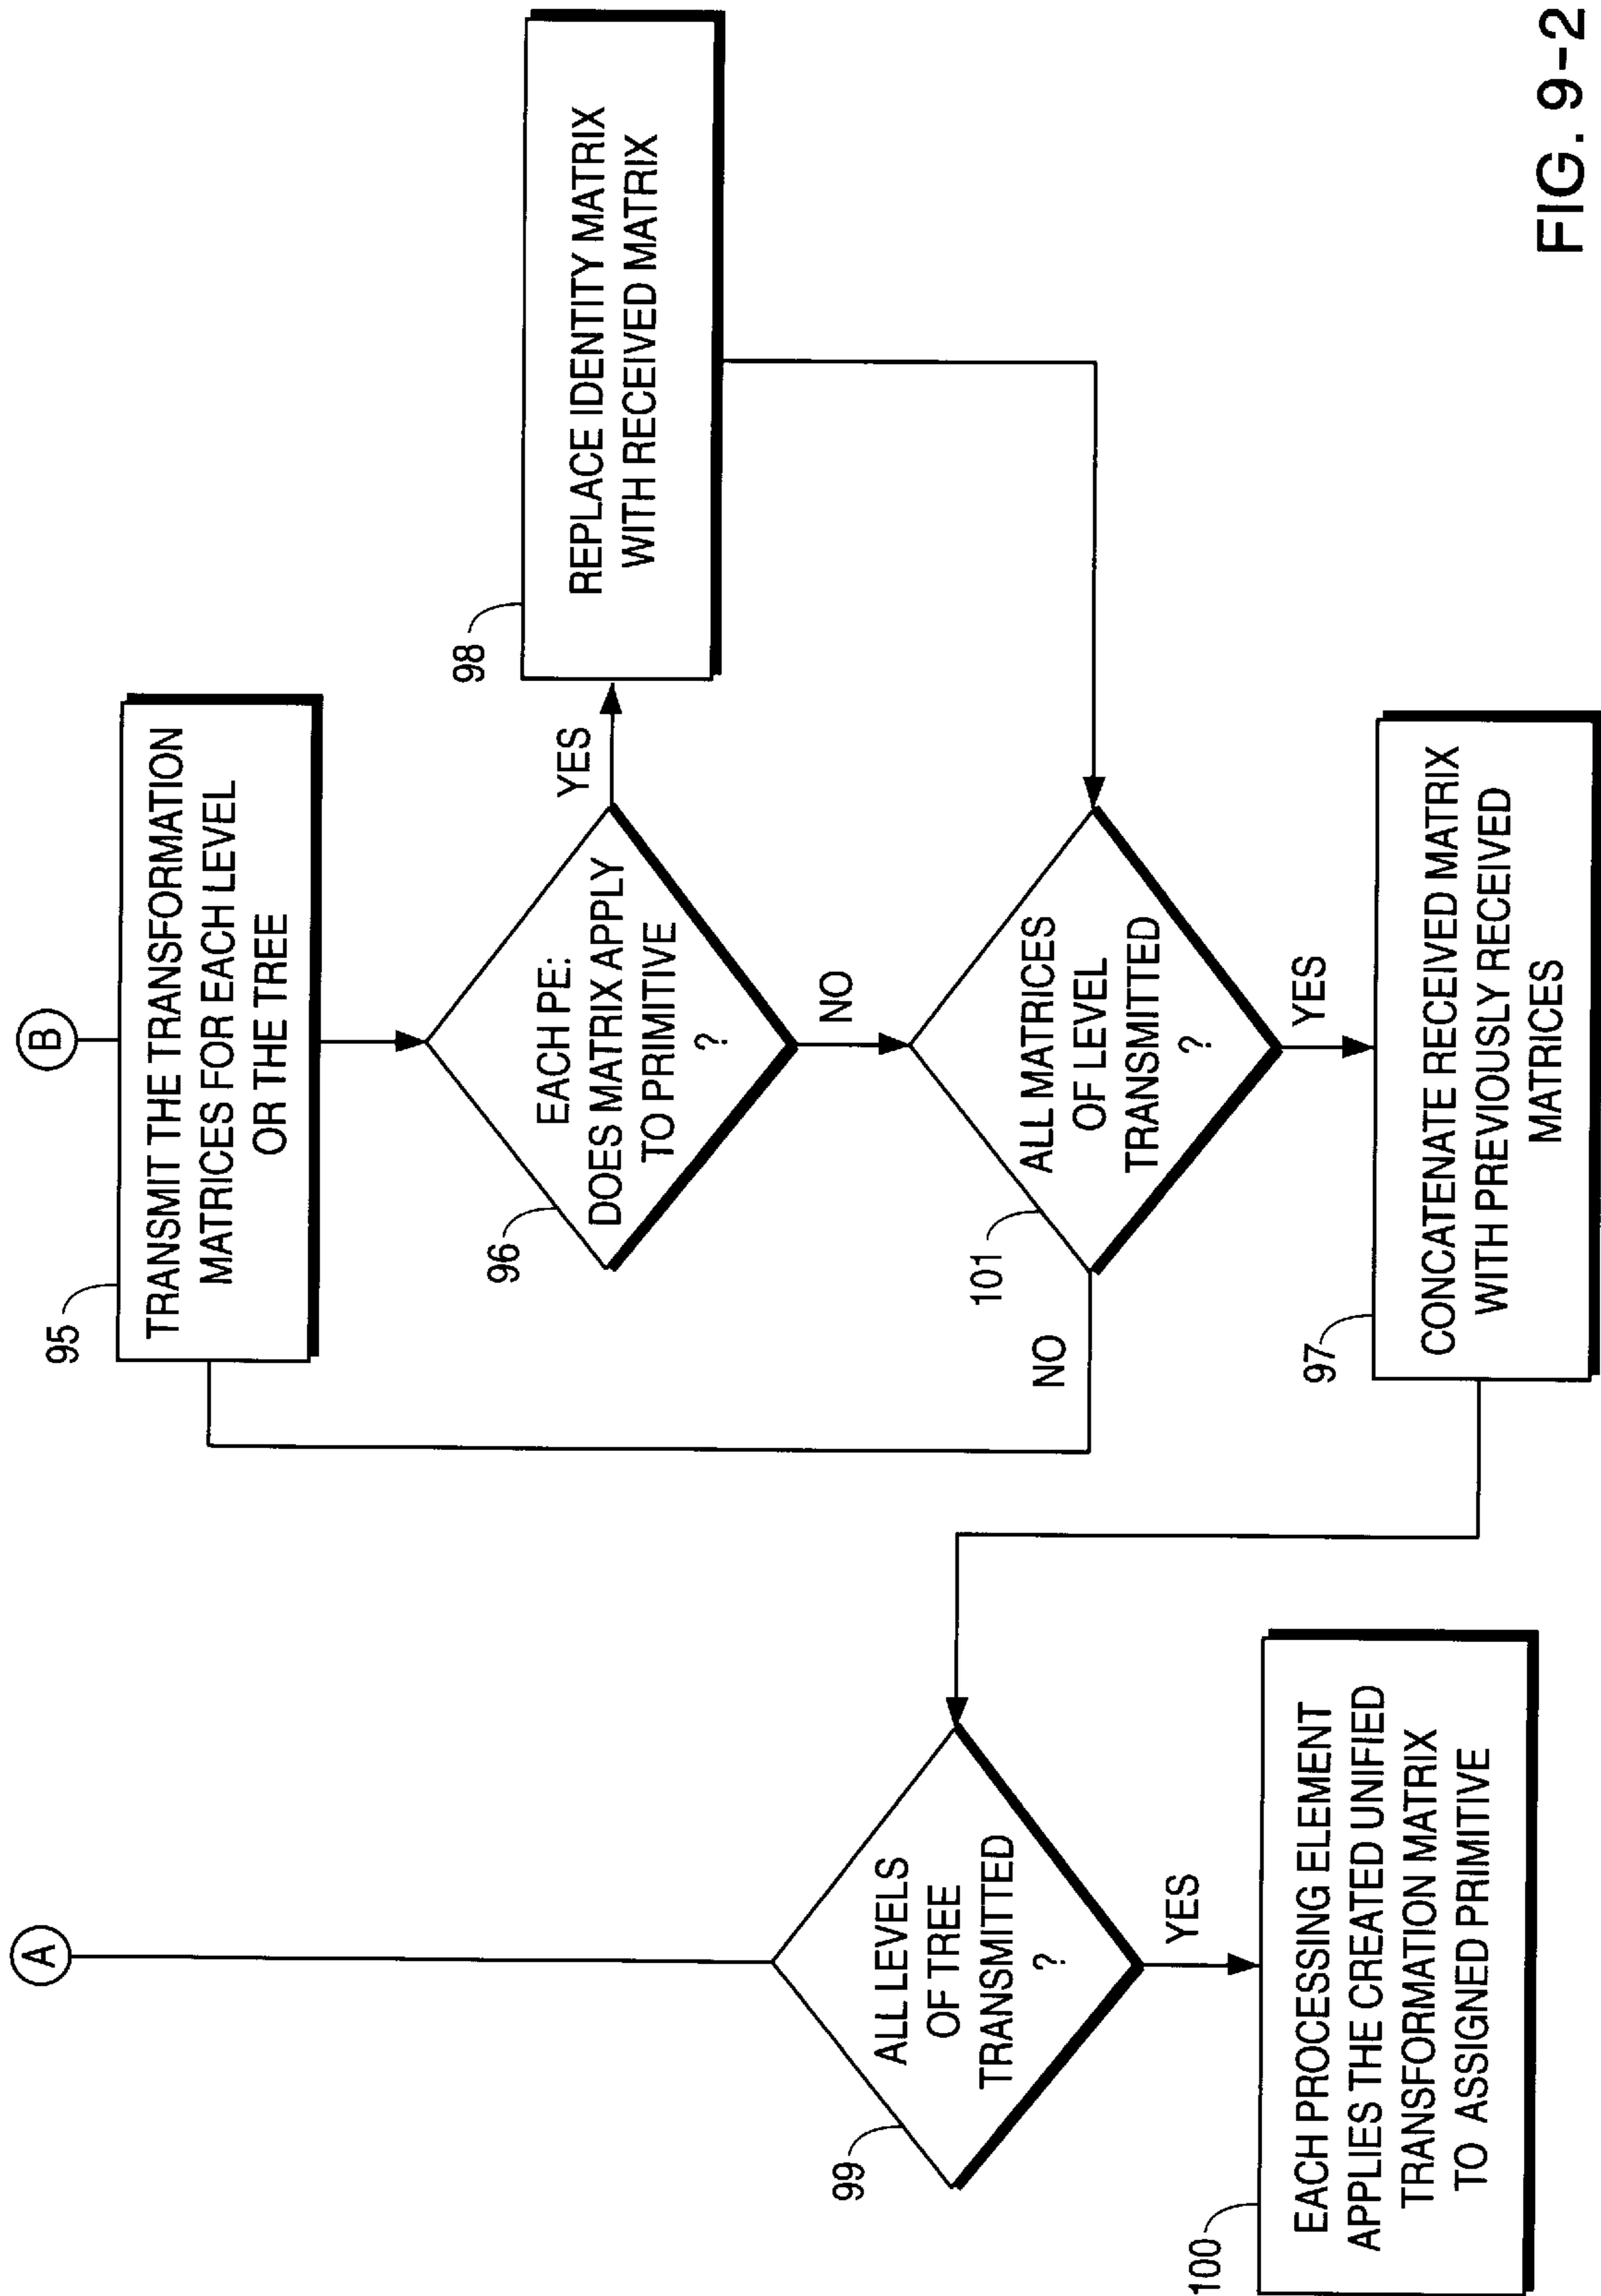 B
95
TRANSMIT THE TRANSFORMATION
MATRICES FOR EACH LEVEL
OR THE TREE
96
EACH PE:
DOES MATRIX APPLY
TO PRIMITIVE
?
YES
98
REPLACE IDENTITY MATRIX
WITH RECEIVED MATRIX
NO
101
ALL MATRICES
OF LEVEL
TRANSMITTED
?
NO
YES
97
CONCATENATE RECEIVED MATRIX
WITH PREVIOUSLY RECEIVED
MATRICES
A
99
ALL LEVELS
OF TREE
TRANSMITTED
?
YES
100
EACH PROCESSING ELEMENT
APPLIES THE CREATED UNIFIED
TRANSFORMATION MATRIX
TO ASSIGNED PRIMITIVE
FIG. 9-2